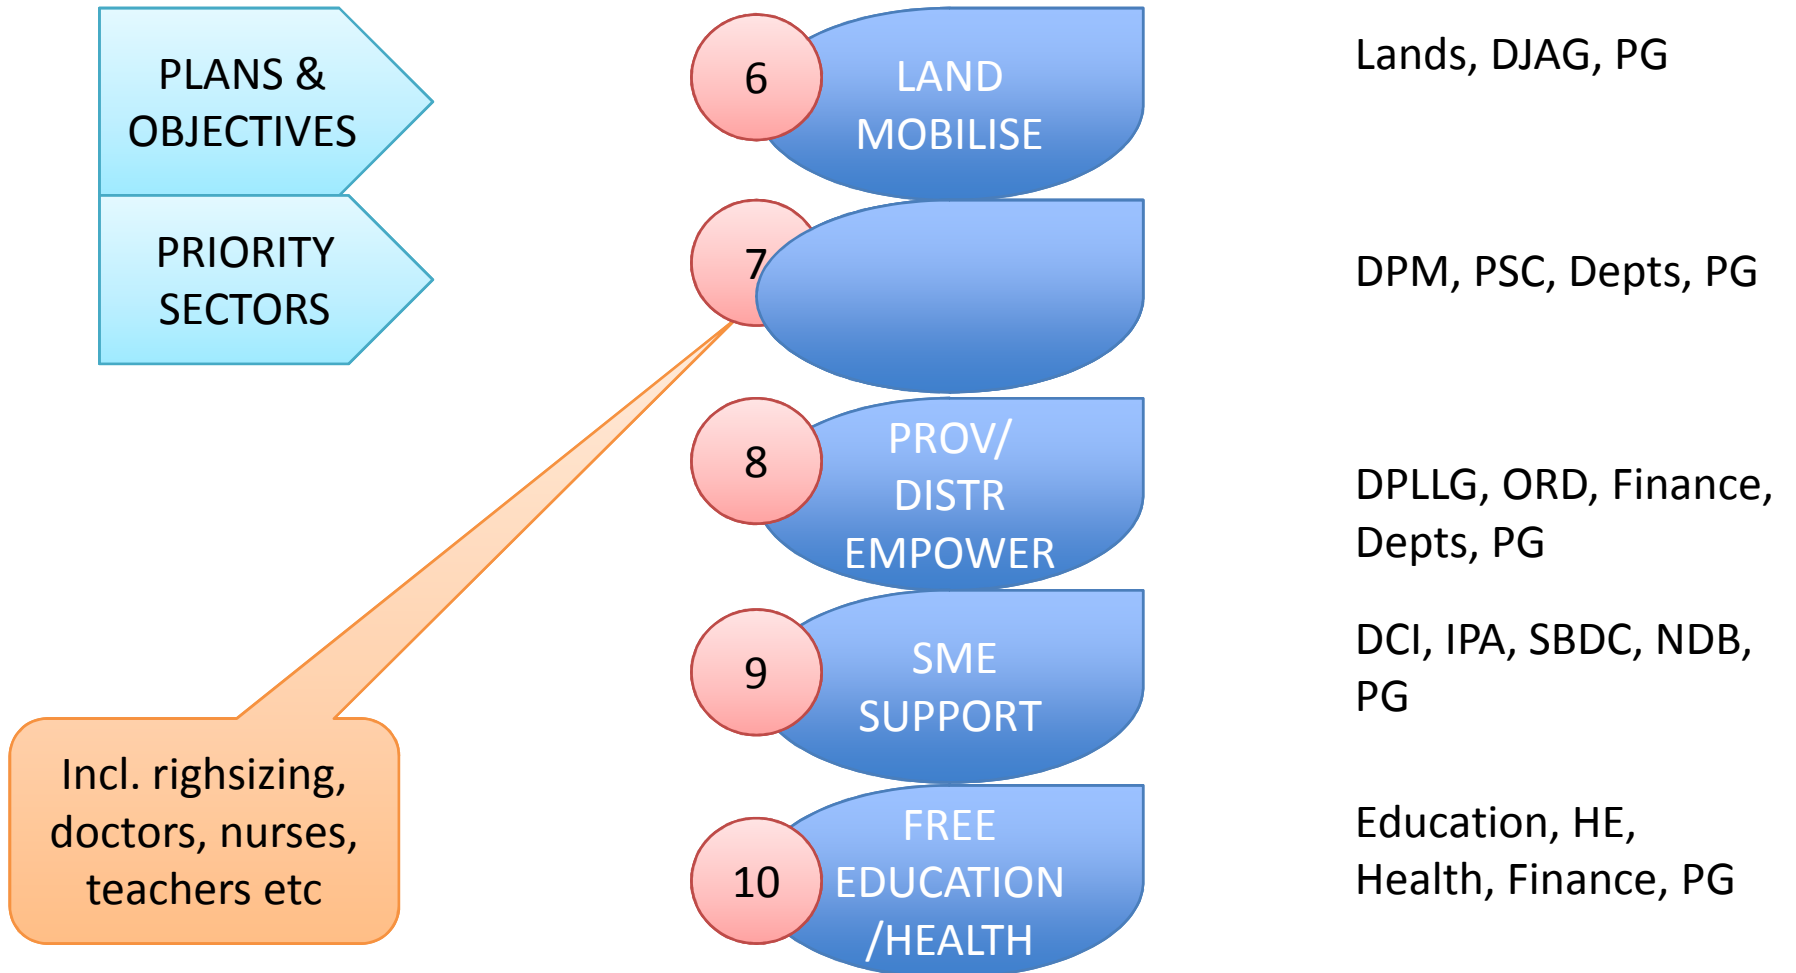 PLANS &
OBJECTIVES
PRIORITY
SECTORS
6
LAND
MOBILISE
Lands, DJAG, PG
7
DPM, PSC, Depts, PG
8
PROV/
DISTR
EMPOWER
DPLLG, ORD, Finance,
Depts, PG
9
SME
SUPPORT
DCI, IPA, SBDC, NDB,
PG
10
FREE
EDUCATION
/HEALTH
Education, HE,
Health, Finance, PG
Incl. righsizing,
doctors, nurses,
teachers etc